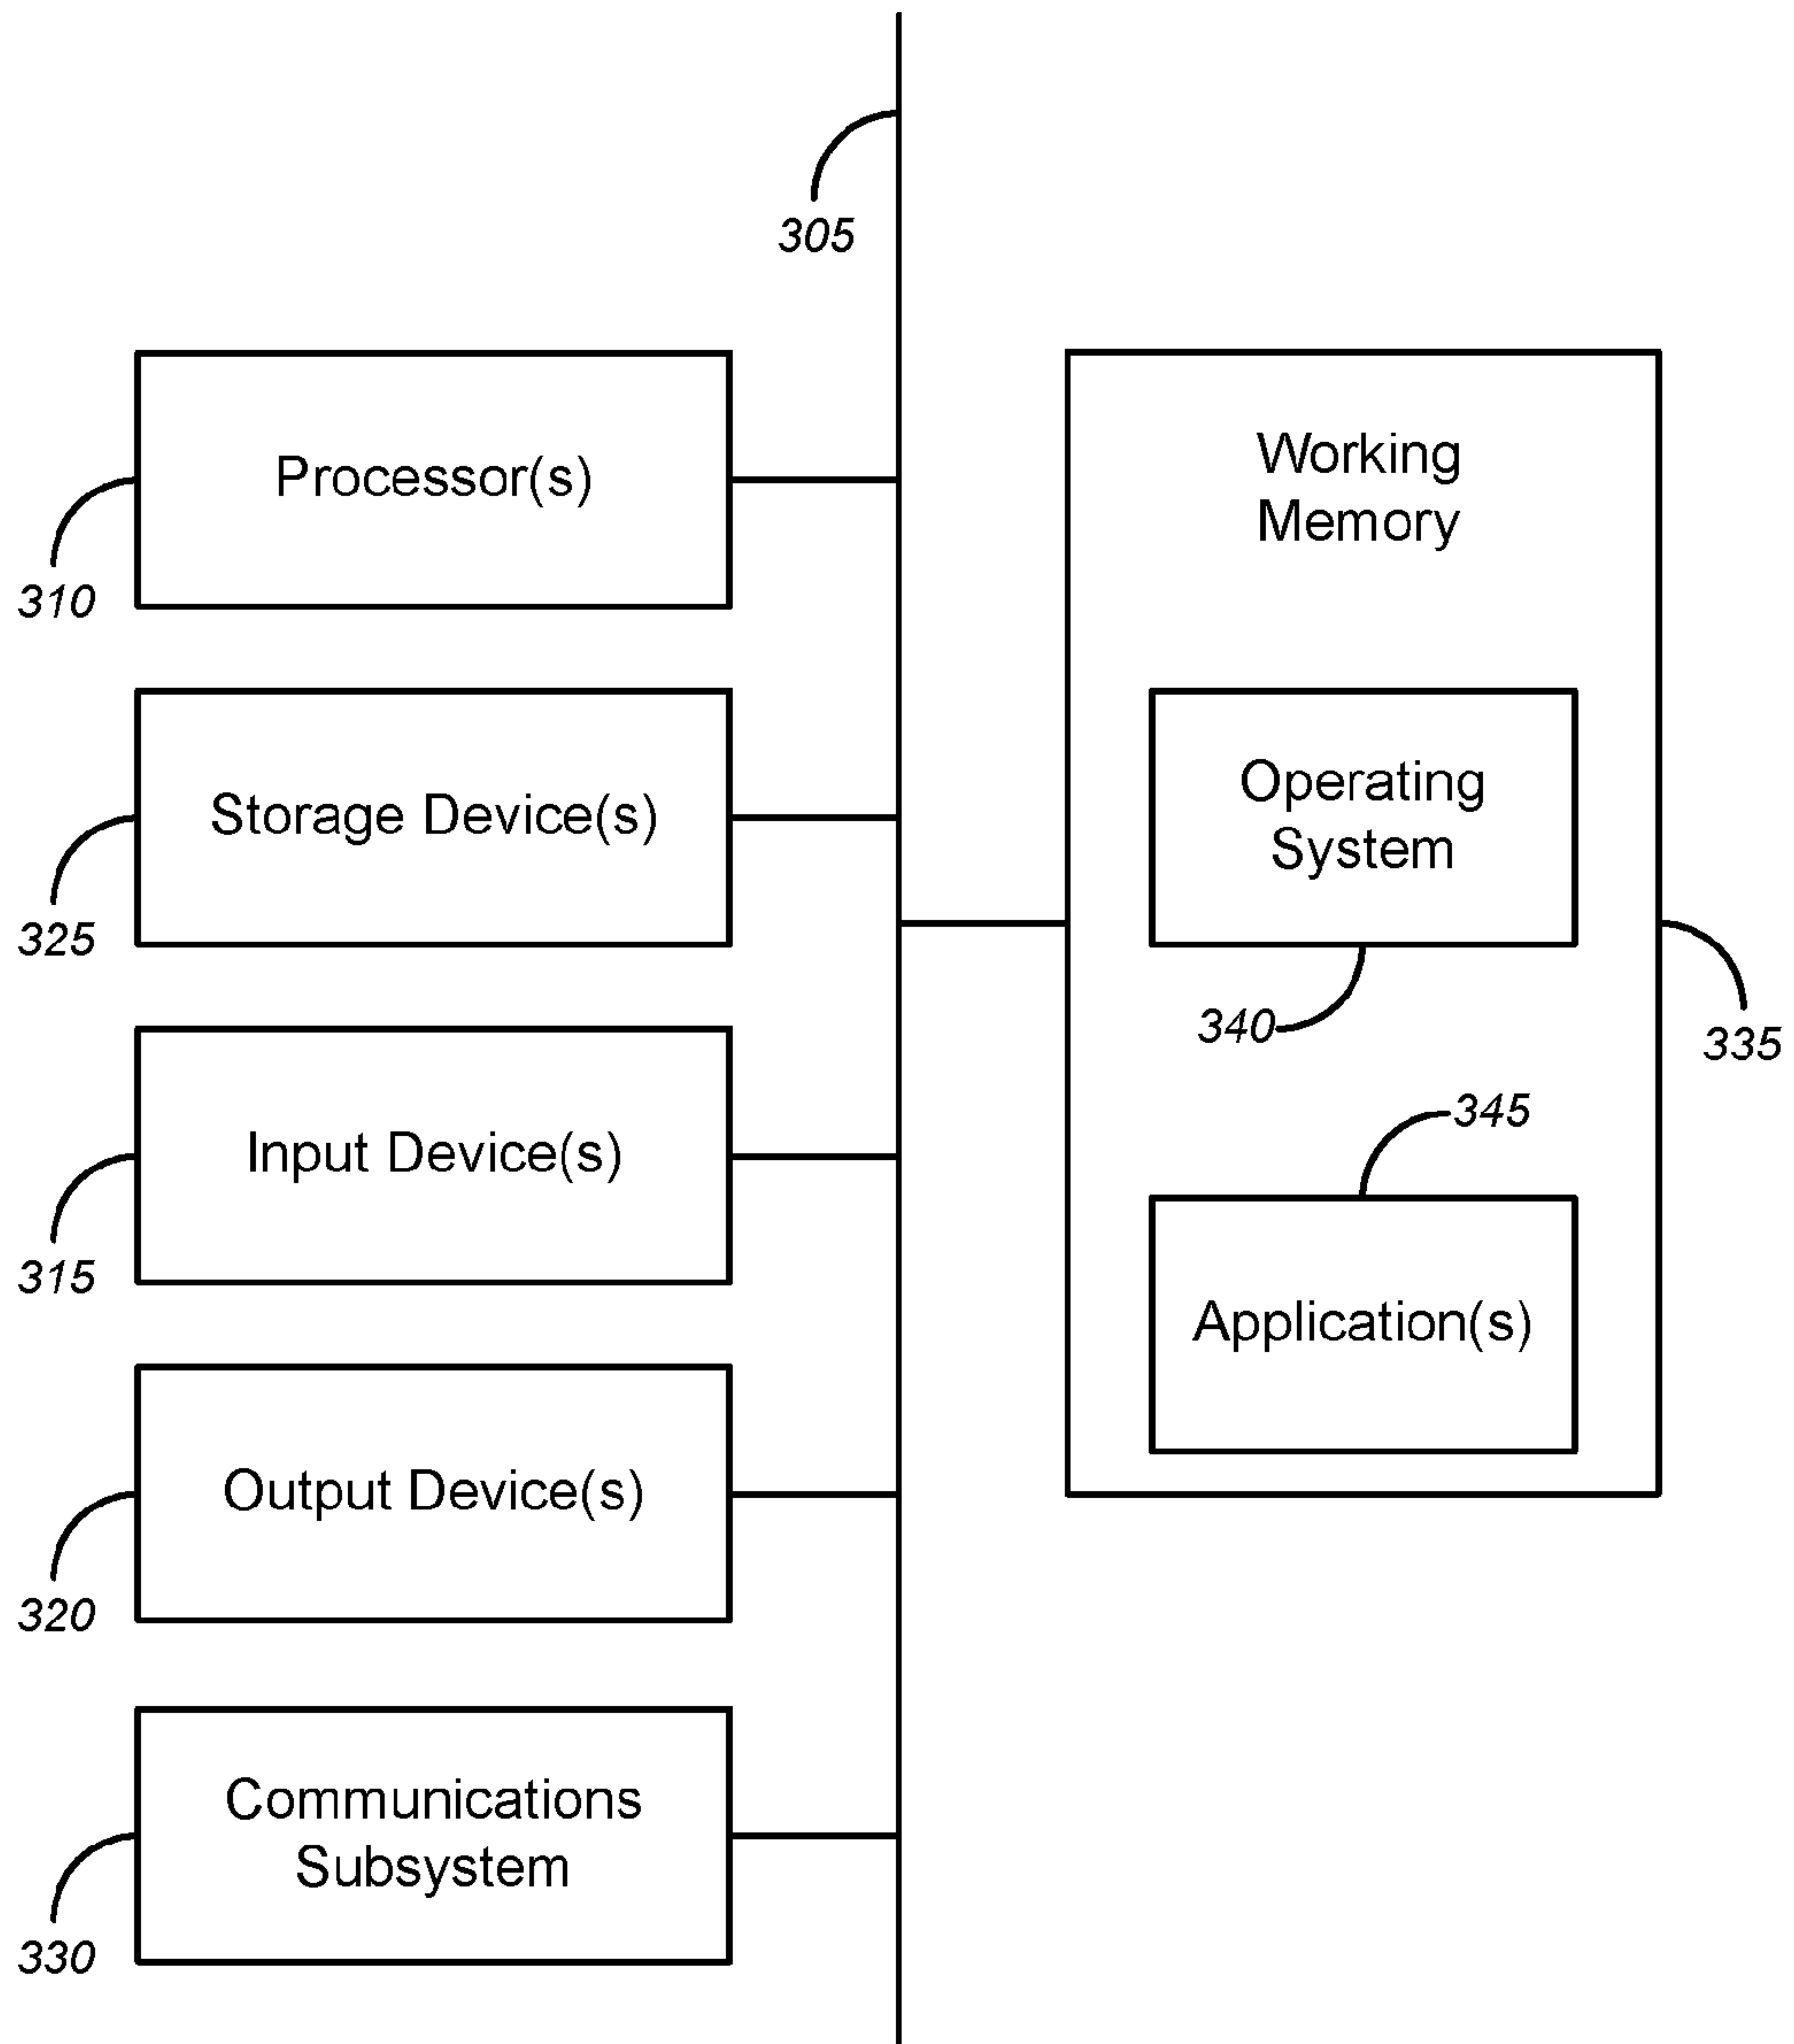 305
Processor(s)
310
Storage Device(s)
325
Input Device(s)
315
Output Device(s)
320
Communications
Subsystem
330
Working
Memory
Operating
System
340
335
345
Application(s)